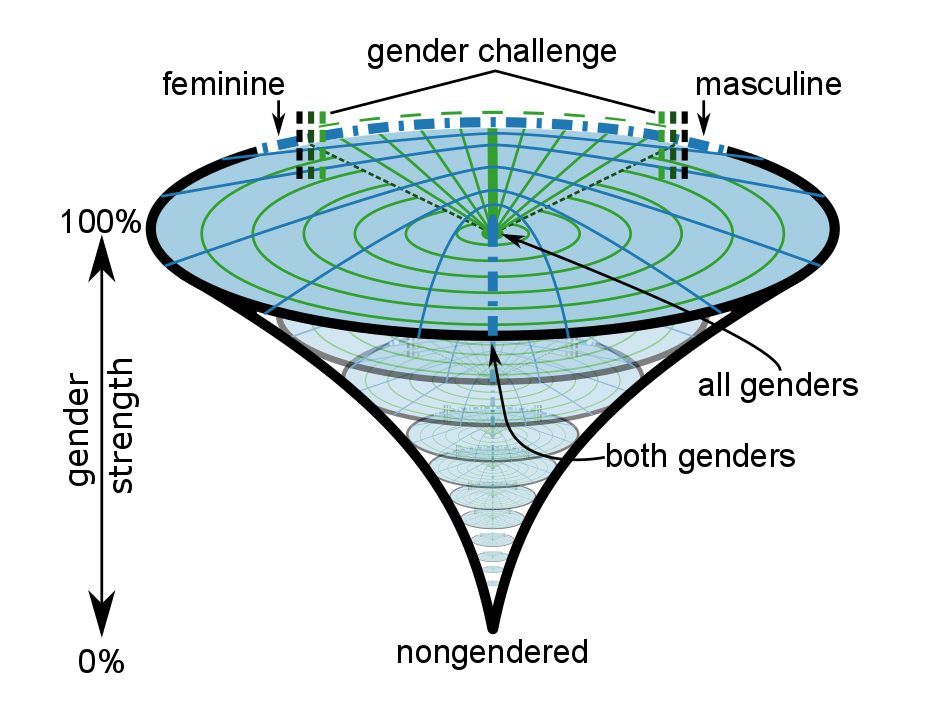 gender challenge
feminine
masculine
100%
gender
strength
all genders
both genders
nongendered
0%